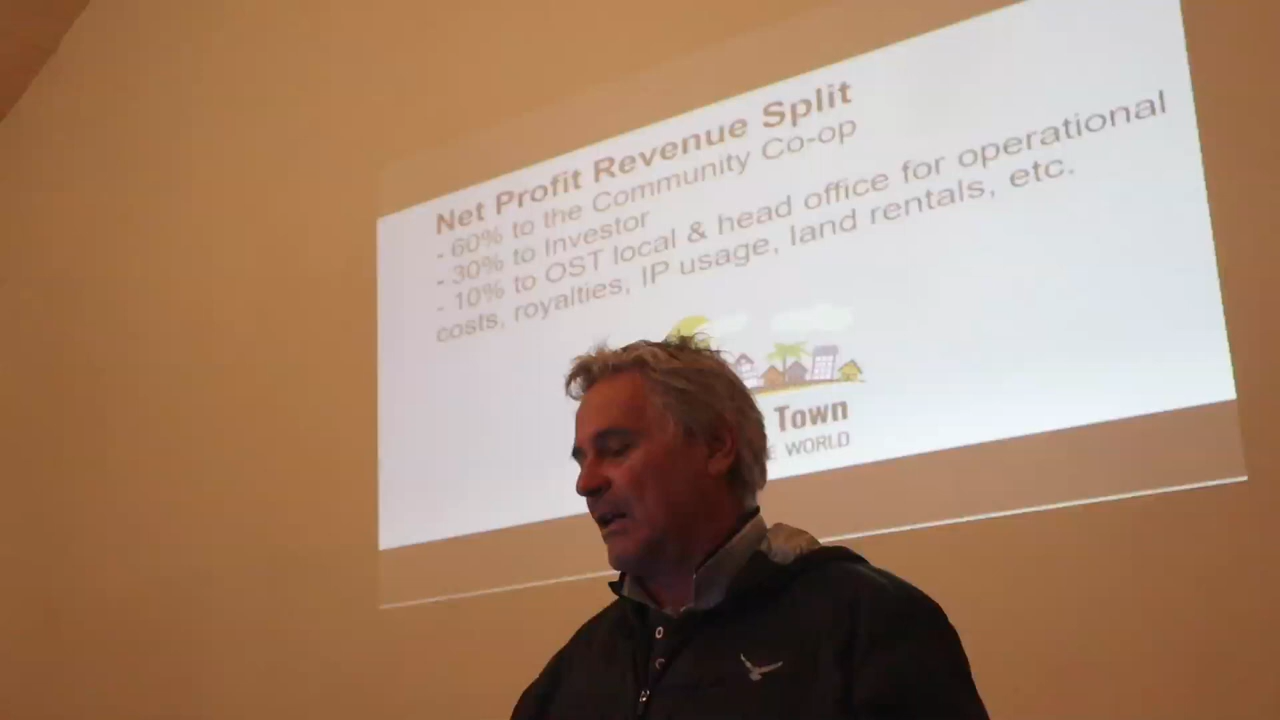 Net Profit Revenue Split
- 60% to the Community Co-op
- 30% to Investor
- 10% to OST local & head office for operational
costs, royalties, IP usage, land rentals, etc.
Town
WORLD